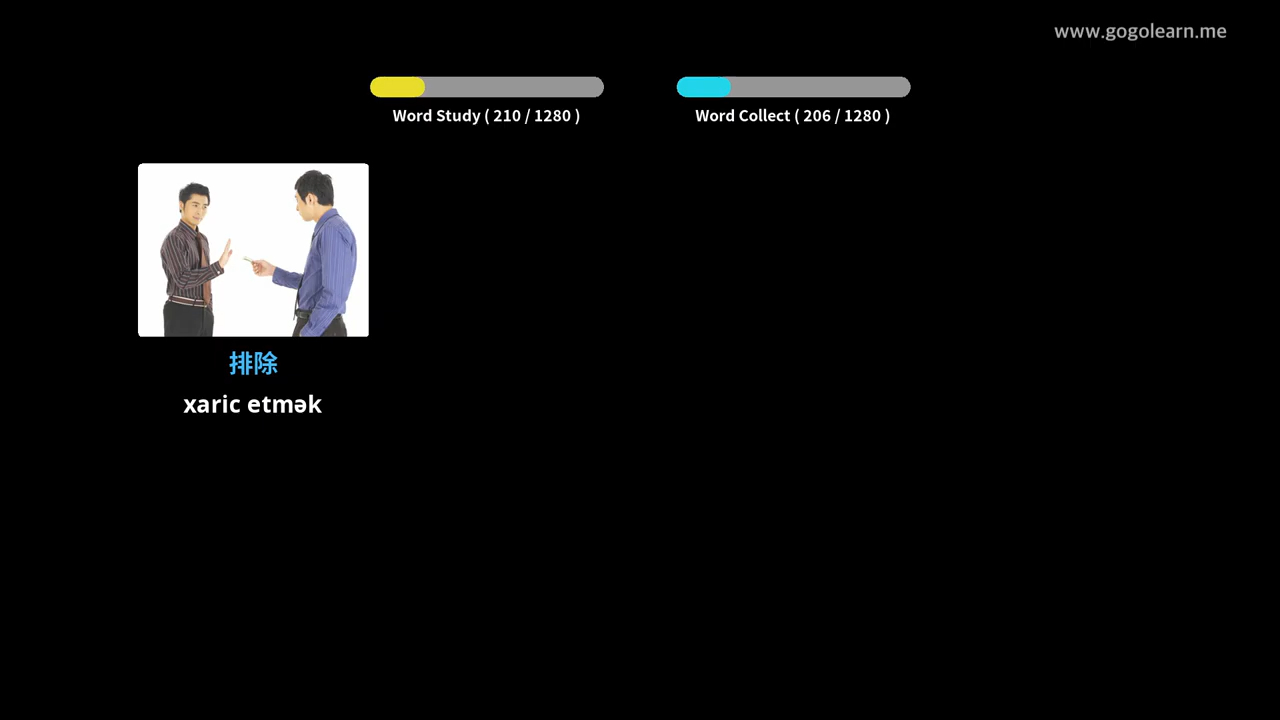 www.gogolearn.me
Word Study ( 210 / 1280 )
Word Collect ( 206 / 1280 )
排除
xaric etmək